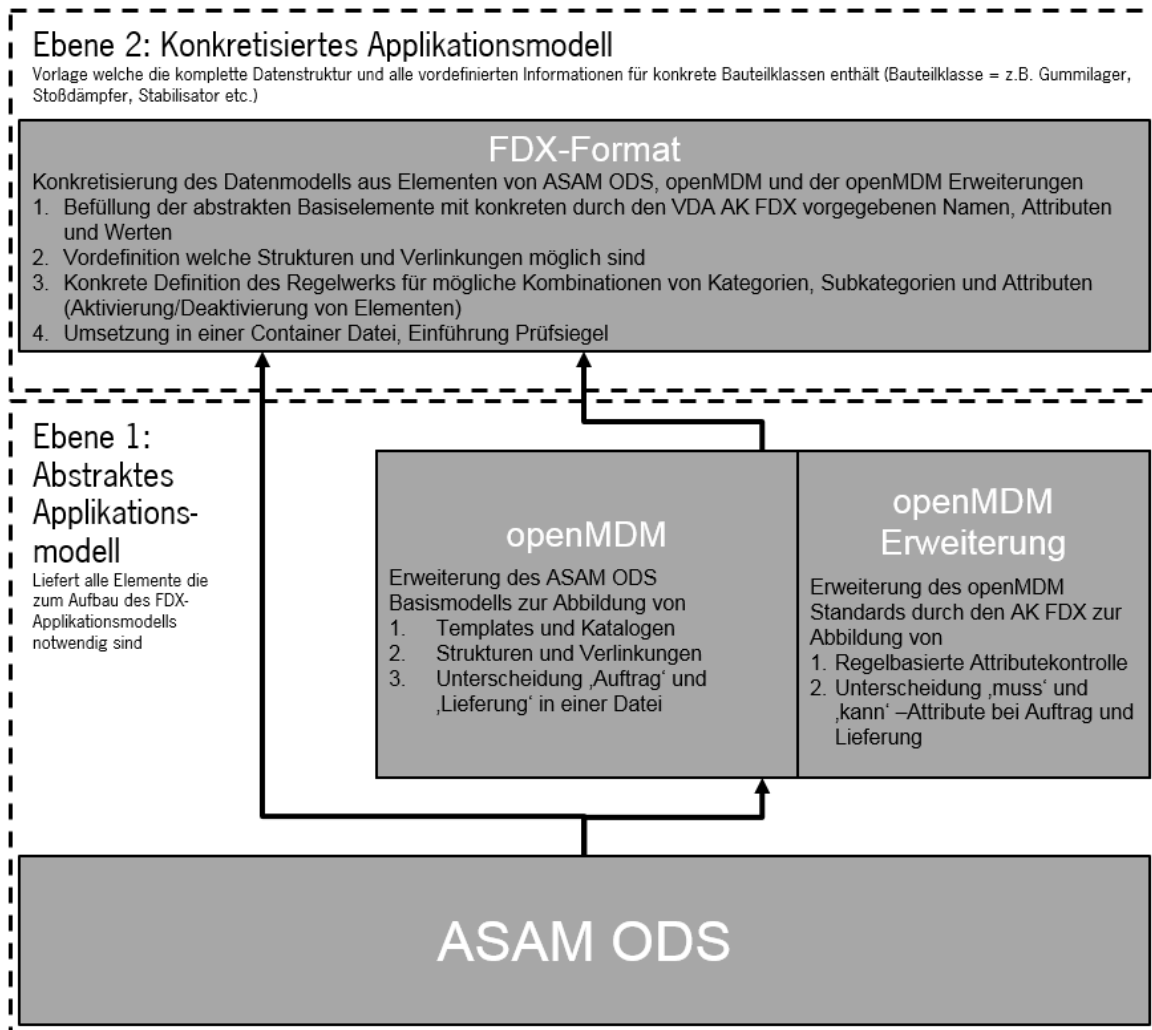 Ebene 2: Konkretisiertes Applikationsmodell
Vorlage welche die komplette Datenstruktur und alle vordefinierten Informationen für konkrete Bauteilklassen enthält (Bauteilklasse = z.B. Gummilager,
Stoßdämpfer, Stabilisator etc.)
FDX-Format
Konkretisierung des Datenmodells aus Elementen von ASAM ODS, openMDM und der openMDM Erweiterungen
1. Befüllung der abstrakten Basiselemente mit konkreten durch den VDA AK FDX vorgegebenen Namen, Attributen
und Werten
2. Vordefinition welche Strukturen und Verlinkungen möglich sind
3. Konkrete Definition des Regelwerks für mögliche Kombinationen von Kategorien, Subkategorien und Attributen
(Aktivierung/Deaktivierung von Elementen)
4. Umsetzung in einer Container Datei, Einführung Prüfsiegel
Ebene 1:
Abstraktes
Applikations-
modell
Liefert alle Elemente die
zum Aufbau des FDX-
Applikationsmodells
notwendig sind
openMDM
Erweiterung des ASAM ODS
Basismodells zur Abbildung von
1. Templates und Katalogen
2. Strukturen und Verlinkungen
3. Unterscheidung ‚Auftrag' und
‚Lieferung' in einer Datei
openMDM
Erweiterung
Erweiterung des openMDM
Standards durch den AK FDX zur
Abbildung von
1. Regelbasierte Attributekontrolle
2. Unterscheidung ‚muss' und
‚kann' –Attribute bei Auftrag und
Lieferung
ASAM ODS